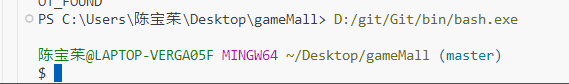 OT_FOUND
PS C:\Users\陈宝茱\Desktop\gameMall> D:/git/Git/bin/bash.exe
陈宝茱@LAPTOP-VERGA05F MINGW64 ~/Desktop/gameMall (master)
$